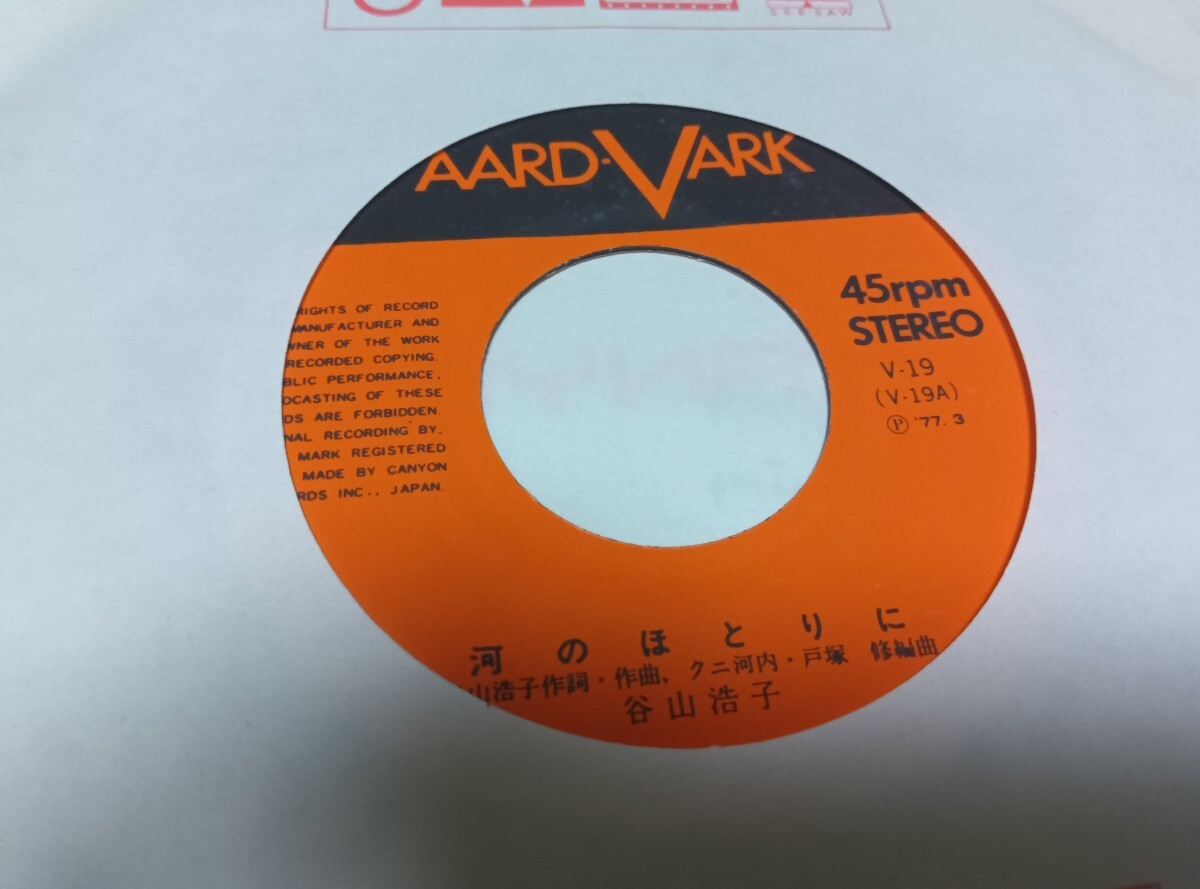 SEESAW
AARD-VARK
RIGHTS OF RECORD
MANUFACTURER AND
WNER OF THE WORK
RECORDED COPYING.
BLIC PERFORMANCE,
DCASTING OF THESE
DS ARE FORBIDDEN.
NAL RECORDING BY,
MARK REGISTERED
MADE BY CANYON
RDS INC., JAPAN.
45rpm
STEREO
V-19
(V-19A)
Ⓟ '77. 3
河のほとりに
山浩子作詞・作曲, クニ河内・戸塚 修編曲
谷山浩子